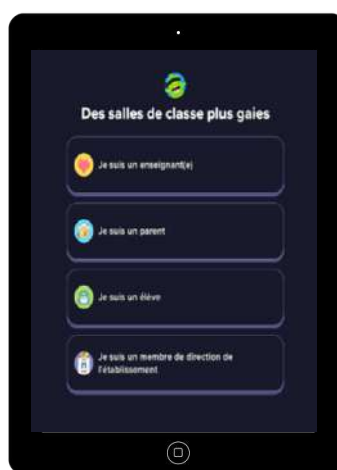 Des salles de classe plus gaies
Je suis un enseignant(e)
Je suis un parent
Je suis un élève
Je suis un membre de direction de
l'établissement